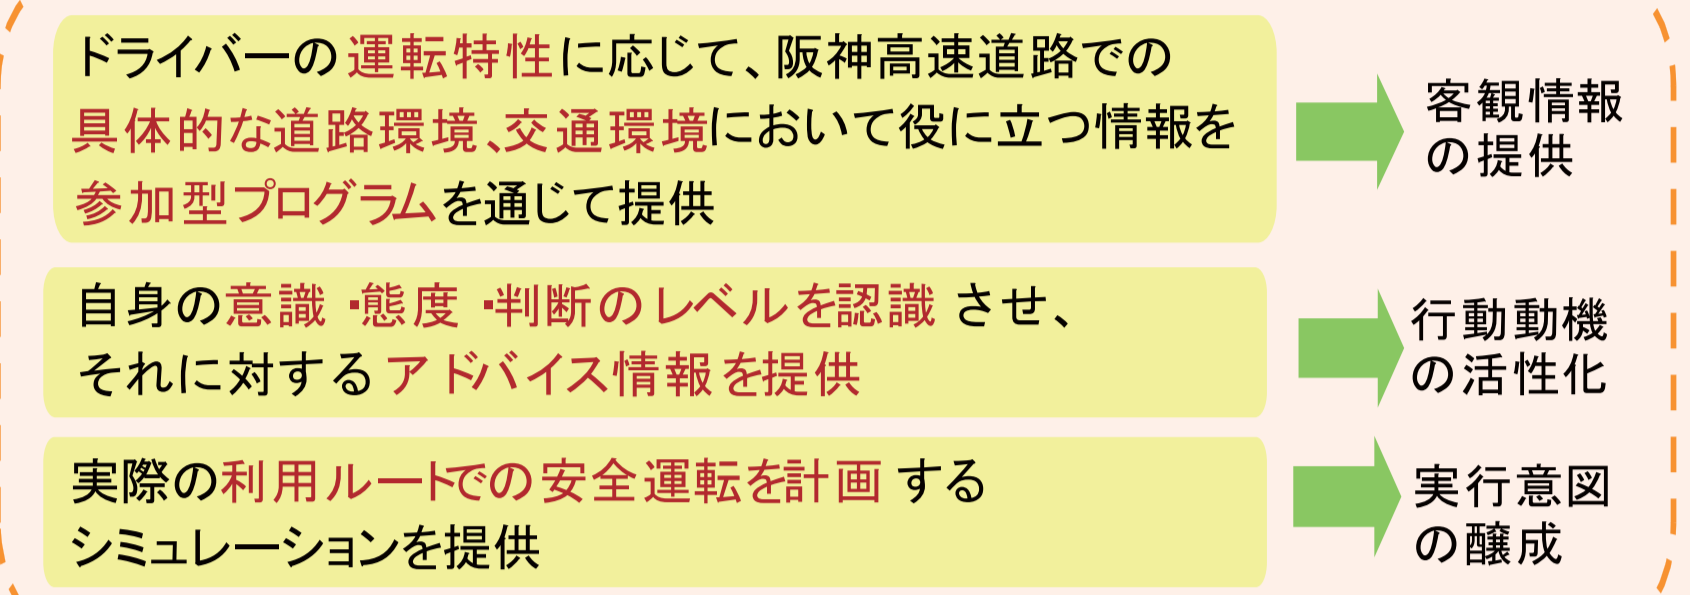 ドライバーの運転特性に応じて、阪神高速道路での
具体的な道路環境、交通環境において役に立つ情報を
参加型プログラムを通じて提供
客観情報
の提供
自身の意識・態度・判断のレベルを認識させ、
それに対するアドバイス情報を提供
行動動機
の活性化
実際の利用ルートでの安全運転を計画する
シミュレーションを提供
実行意図
の醸成